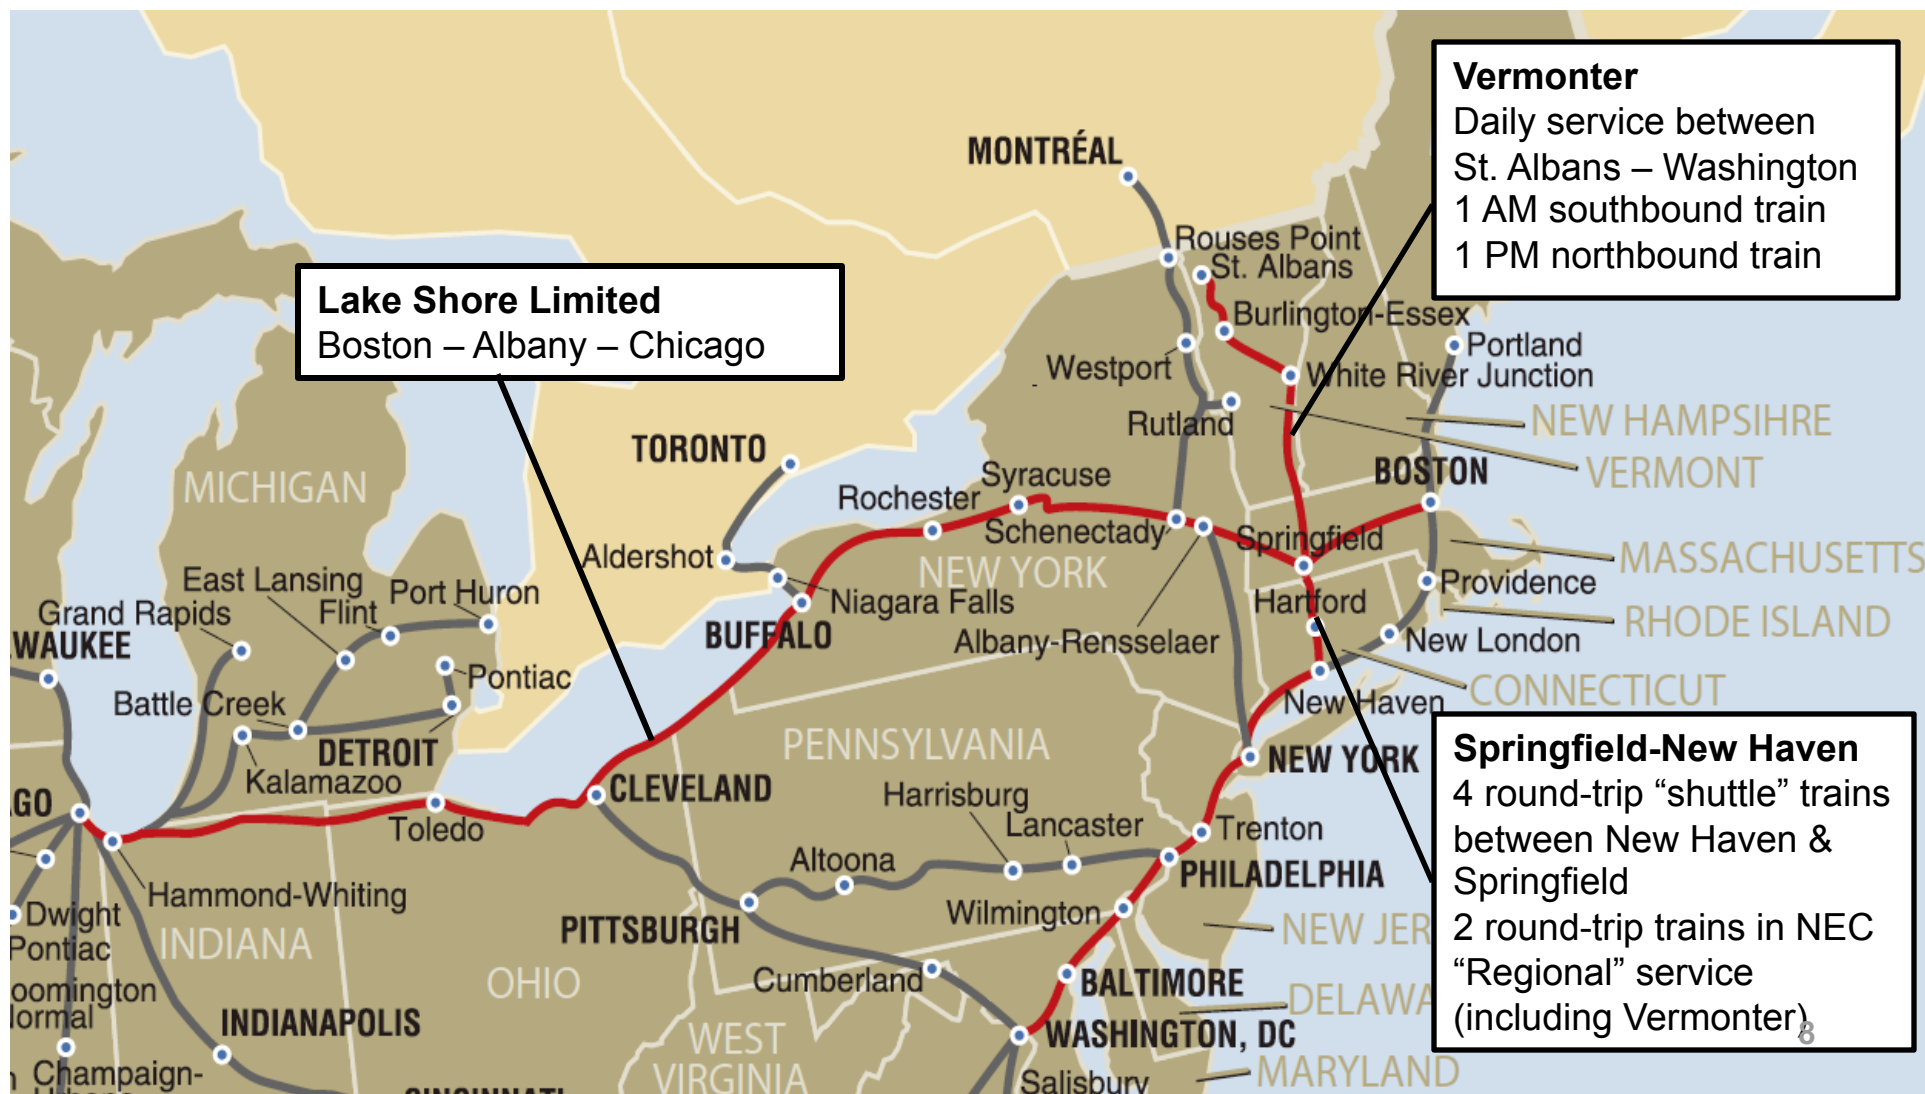 Vermonter
Daily service between
St. Albans – Washington
1 AM southbound train
1 PM northbound train
MONTRÉAL
Rouses Point
St. Albans
Lake Shore Limited
Boston – Albany – Chicago
Burlington-Essex
Portland
Westport
White River Junction
NEW HAMPSIHRE
Rutland
TORONTO
VERMONT
BOSTON
MICHIGAN
Syracuse
Rochester
Schenectady
Springfield
Aldershot
NEW YORK
MASSACHUSETTS
East Lansing
Port Huron
Providence
Grand Rapids
Flint
Niagara Falls
Hartford
RHODE ISLAND
WAUKEE
BUFFALO
Albany-Rensselaer
New London
Pontiac
CONNECTICUT
Battle Creek
New Haven
DETROIT
PENNSYLVANIA
NEW YORK
Kalamazoo
CLEVELAND
Harrisburg
AGO
Toledo
Lancaster
Trenton
Springfield-New Haven
4 round-trip “shuttle” trains
between New Haven &
Springfield
2 round-trip trains in NEC
“Regional” service
(including Vermonter)
8
Altoona
PHILADELPHIA
Hammond-Whiting
Wilmington
Dwight
Pontiac
INDIANA
PITTSBURGH
NEW JER
OHIO
Cumberland
BALTIMORE
DELAWA
oomington
ormal
INDIANAPOLIS
WEST
VIRGINIA
WASHINGTON, DC
Champaign-
Salisbury
MARYLAND
CINCINNATI